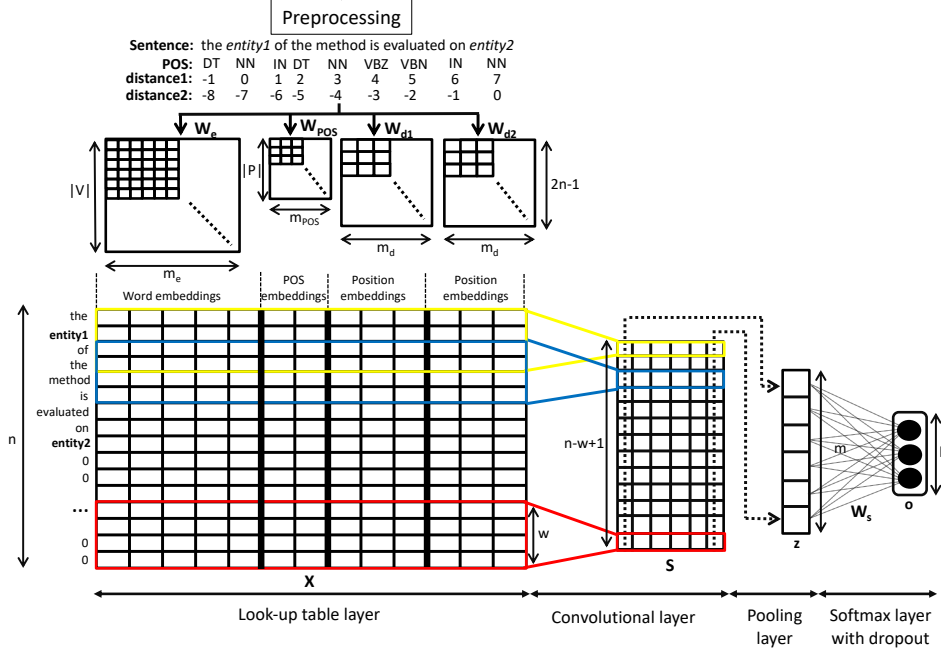 Preprocessing
Sentence: the entity1 of the method is evaluated on entity2
POS: DT NN IN DT NN VBZ VBN IN NN
distance1: -1 0 1 2 3 4 5 6 7
distance2: -8 -7 -6 -5 -4 -3 -2 -1 0
We WPOS Wd1 Wd2
|V| |P| 2n-1
mPOS
md md
me
Word embeddings
POS embeddings
Position embeddings
Position embeddings
the
entity1
of
the
method
is
evaluated
on
entity2
0
0
...
0
0
n
w
X
n-w+1
S
m
z
Ws
o
Look-up table layer
Convolutional layer
Pooling layer
Softmax layer with dropout